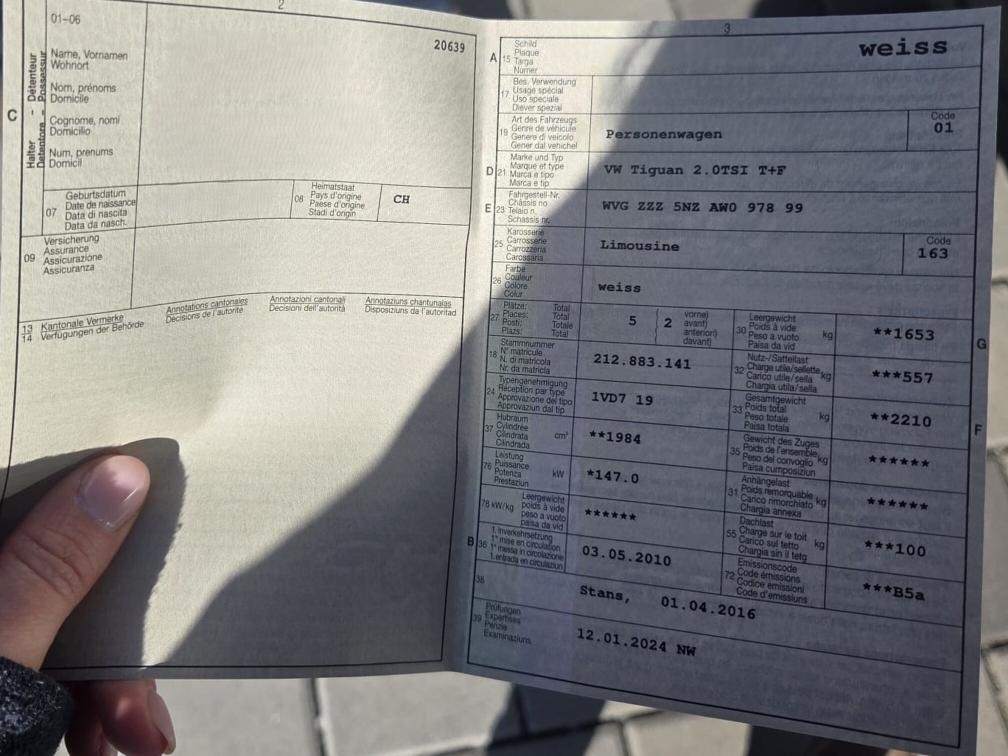 2
01-06
20639
C
Halter - Détenteur
Detentore - Possessur
Name, Vornamen
Wohnort
Nom, prénoms
Domicile
Cognome, nomi
Domicilio
Num, prenums
Domicil
07
Geburtsdatum
Date de naissance
Data di nascita
Data da nasch.
08
Heimatstaat
Pays d'origine
Paese d'origine
Stadi d'origin
CH
09
Versicherung
Assurance
Assicurazione
Assicuranza
13 Kantonale Vermerke
14 Verfügungen der Behörde
Annotations cantonales
Décisions de l'autorité
Annotazioni cantonali
Decisioni dell'autorità
Annotaziuns chantunalas
Disposiziuns da l'autoritad
3
A
15
Schild
Plaque
Targa
Numer
weiss
17
Bes. Verwendung
Usage spécial
Uso speciale
Diever spezial
19
Art des Fahrzeugs
Genre de véhicule
Genere di veicolo
Gener dal vehichel
Personenwagen
Code
01
D
21
Marke und Typ
Marque et type
Marca e tipo
Marca e tip
VW Tiguan 2.0TSI T+F
E
23
Fahrgestell-Nr.
Châssis no
Telaio n.
Schassis nr.
WVG ZZZ 5NZ AW0 978 99
25
Karosserie
Carrosserie
Carrozzeria
Carossaria
Limousine
Code
163
26
Farbe
Couleur
Colore
Colur
weiss
27
Plätze: Total
Places: Total
Posti: Totale
Plazs: Total
5
2
vorne)
avant)
anteriori)
davant)
30
Leergewicht
Poids à vide
Peso a vuoto
Paisa da vid
kg
**1653
G
18
Stammnummer
N° matricule
N. di matricola
Nr. da matricla
212.883.141
32
Nutz-/Sattellast
Charge utile/sellette
Carico utile/sella
Chargia utila/sella
kg
***557
24
Typengenehmigung
Réception par type
Approvazione del tipo
Approvaziun dal tip
1VD7 19
33
Gesamtgewicht
Poids total
Peso totale
Paisa totala
kg
**2210
F
37
Hubraum
Cylindrée
Cilindrata
Cilindrada
cm³
**1984
35
Gewicht des Zuges
Poids de l'ensemble
Peso del convoglio
Paisa cumposiziun
kg
******
76
Leistung
Puissance
Potenza
Prestaziun
kW
*147.0
31
Anhängelast
Poids remorquable
Carico rimorchiato
Chargia annexa
kg
******
78 kW/kg
Leergewicht
poids à vide
peso a vuoto
paisa da vid
******
55
Dachlast
Charge sur le toit
Carico sul tetto
Chargia sin il tetg
kg
***100
B
36
1. Inverkehrsetzung
1re mise en circulation
1a messa in circolazione
1. entrada en circulaziun
03.05.2010
72
Emissionscode
Code émissions
Codice emissioni
Code d'emissiuns
***B5a
38
Stans, 01.04.2016
39
Prüfungen
Expertises
Perizie
Examinaziuns
12.01.2024 NW